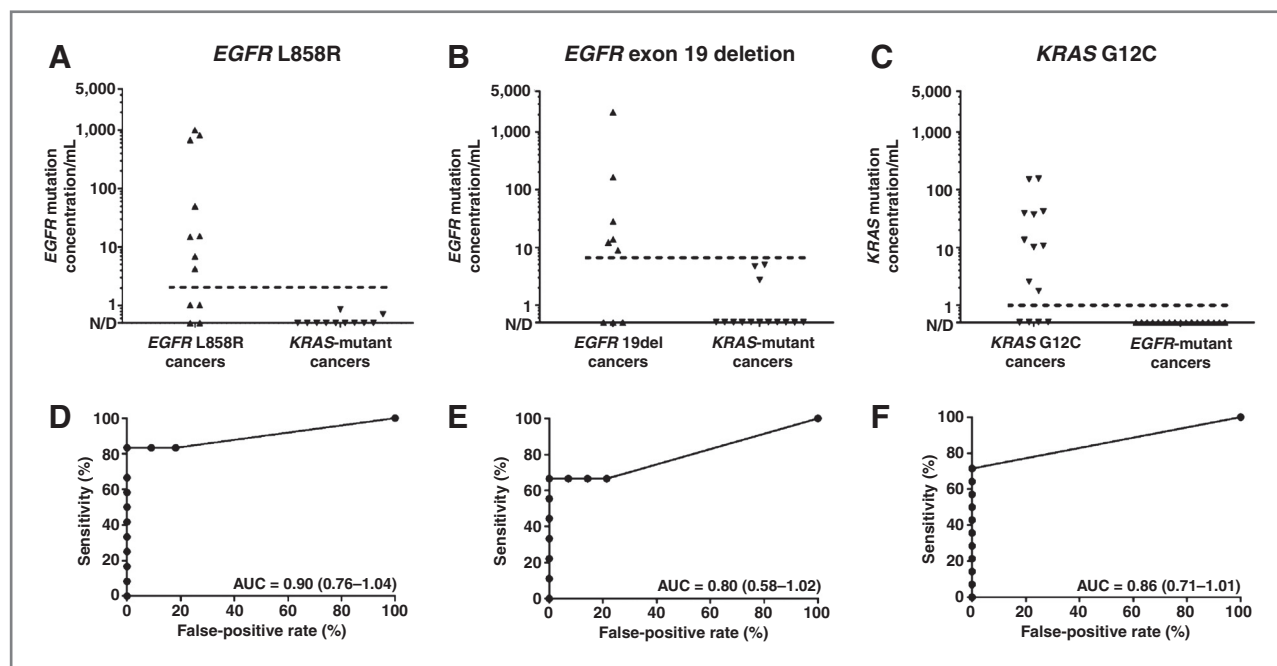 A
EGFR L858R
5,000
1,000
100
10
1
N/D
EGFR mutation
concentration/mL
EGFR L858R
cancers
KRAS-mutant
cancers
B
EGFR exon 19 deletion
5,000
1,000
100
10
1
N/D
EGFR mutation
concentration/mL
EGFR 19del
cancers
KRAS-mutant
cancers
C
KRAS G12C
5,000
1,000
100
10
1
N/D
KRAS mutation
concentration/mL
KRAS G12C
cancers
EGFR-mutant
cancers
D
100
80
60
40
20
0
Sensitivity (%)
AUC = 0.90 (0.76–1.04)
0 20 40 60 80 100
False-positive rate (%)
E
100
80
60
40
20
0
Sensitivity (%)
AUC = 0.80 (0.58–1.02)
0 20 40 60 80 100
False-positive rate (%)
F
100
80
60
40
20
0
Sensitivity (%)
AUC = 0.86 (0.71–1.01)
0 20 40 60 80 100
False-positive rate (%)